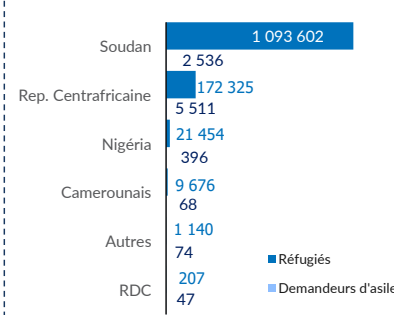 Soudan
1 093 602
2 536
Rep. Centrafricaine
172 325
5 511
Nigéria
21 454
396
Camerounais
9 676
68
Autres
1 140
74
RDC
207
47
Réfugiés
Demandeurs d'asile